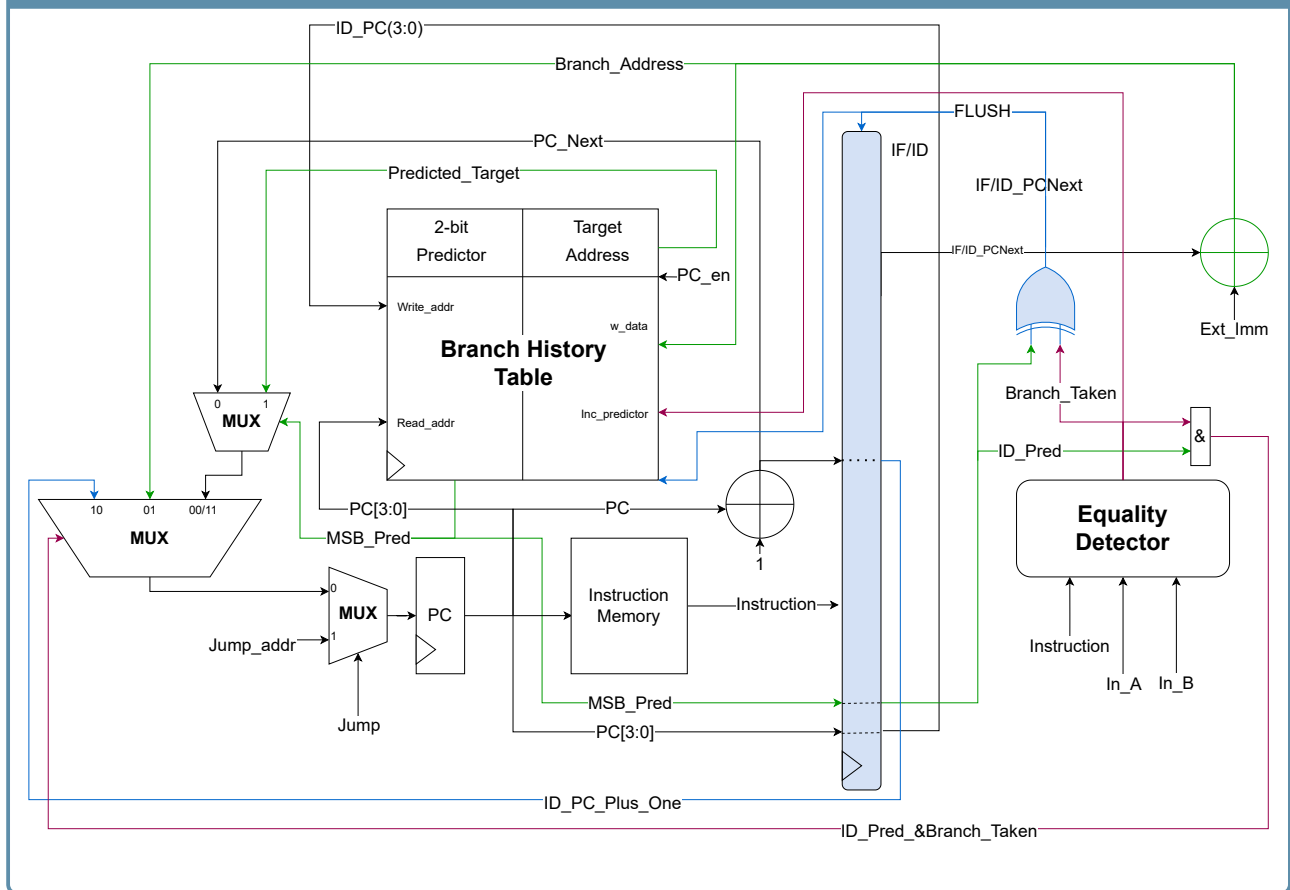 ID_PC(3:0)
Branch_Address
FLUSH
PC_Next
IF/ID
Predicted_Target
IF/ID_PCNext
2-bit
Predictor
Target
Address
IF/ID_PCNext
PC_en
Write_addr
w_data
Ext_Imm
Branch History
Table
Branch_Taken
0
1
MUX
Inc_predictor
Read_addr
&
ID_Pred
10
01
00/11
MUX
PC[3:0]
PC
Equality
Detector
MSB_Pred
1
0
MUX
1
PC
Instruction
Memory
Instruction
Jump_addr
Instruction
In_A
In_B
MSB_Pred
Jump
PC[3:0]
ID_PC_Plus_One
ID_Pred_&Branch_Taken